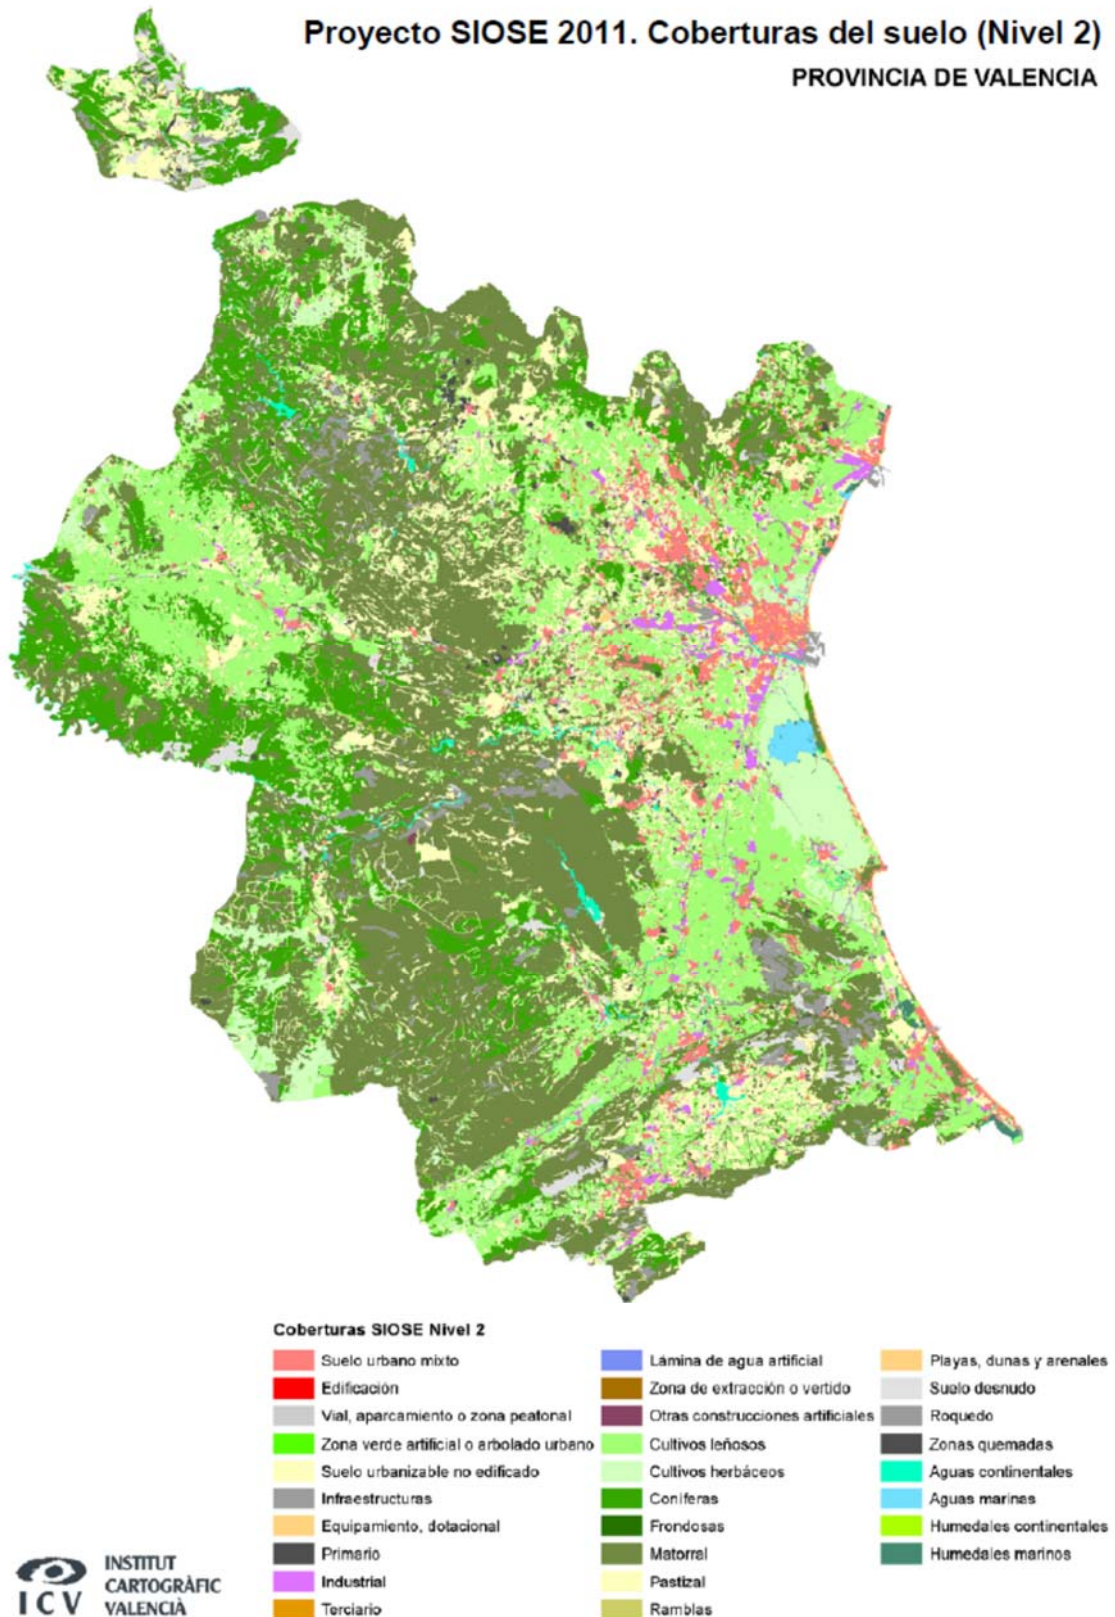 Proyecto SIOSE 2011. Coberturas del suelo (Nivel 2)
PROVINCIA DE VALENCIA
Coberturas SIOSE Nivel 2
Suelo urbano mixto
Edificación
Vial, aparcamiento o zona peatonal
Zona verde artificial o arbolado urbano
Suelo urbanizable no edificado
Infraestructuras
Equipamiento, dotacional
Primario
Industrial
Terciario
Lámina de agua artificial
Zona de extracción o vertido
Otras construcciones artificiales
Cultivos leñosos
Cultivos herbáceos
Coníferas
Frondosas
Matorral
Pastizal
Ramblas
Playas, dunas y arenales
Suelo desnudo
Roquedo
Zonas quemadas
Aguas continentales
Aguas marinas
Humedales continentales
Humedales marinos
ICV
INSTITUT
CARTOGRÀFIC
VALENCIÀ